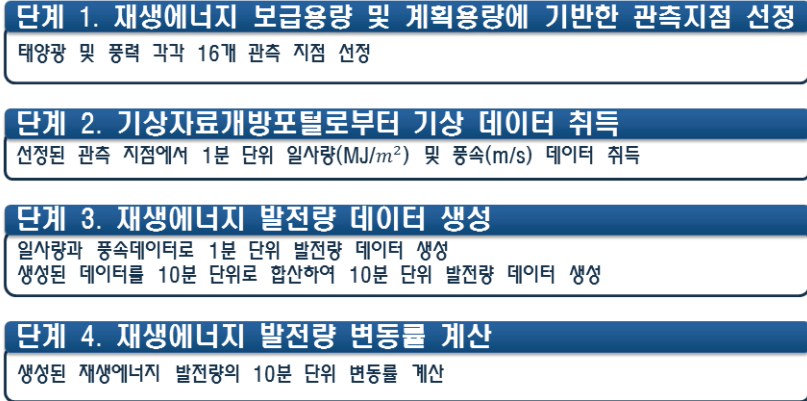 단계 1. 재생에너지 보급용량 및 계획용량에 기반한 관측지점 선정
태양광 및 풍력 각각 16개 관측 지점 선정
단계 2. 기상자료개방포털로부터 기상 데이터 취득
선정된 관측 지점에서 1분 단위 일사량(MJ/m²) 및 풍속(m/s) 데이터 취득
단계 3. 재생에너지 발전량 데이터 생성
일사량과 풍속데이터로 1분 단위 발전량 데이터 생성
생성된 데이터를 10분 단위로 합산하여 10분 단위 발전량 데이터 생성
단계 4. 재생에너지 발전량 변동률 계산
생성된 재생에너지 발전량의 10분 단위 변동률 계산